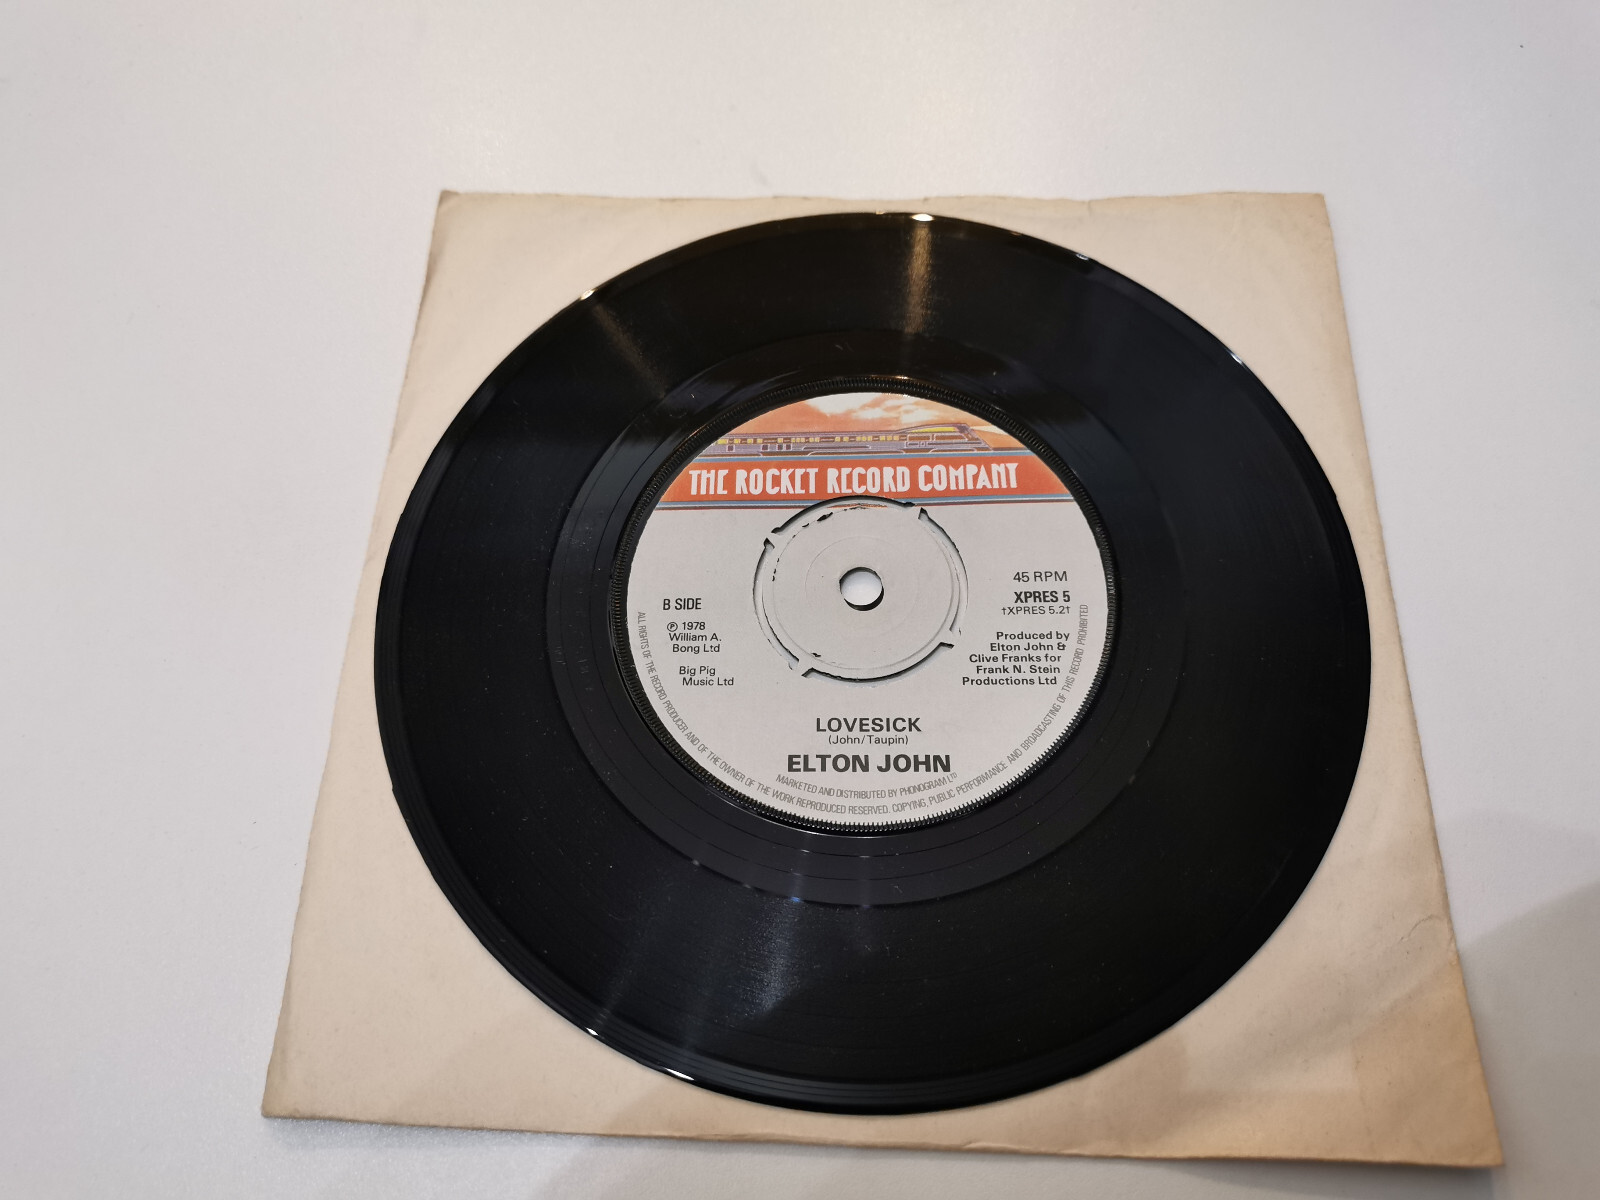 THE ROCKET RECORD COMPANY
45 RPM
XPRES 5
†XPRES 5.2†
B SIDE
℗ 1978
William A.
Bong Ltd
Big Pig
Music Ltd
Produced by
Elton John &
Clive Franks for
Frank N. Stein
Productions Ltd
LOVESICK
(John/Taupin)
ELTON JOHN
MARKETED AND DISTRIBUTED BY PHONOGRAM LTD
ALL RIGHTS OF THE RECORD PRODUCER AND OF THE OWNER OF THE WORK REPRODUCED RESERVED. COPYING, PUBLIC PERFORMANCE AND BROADCASTING OF THIS RECORD PROHIBITED